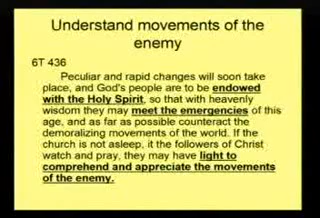 Understand movements of the
enemy
6T 436
Peculiar and rapid changes will soon take
place, and God's people are to be endowed
with the Holy Spirit, so that with heavenly
wisdom they may meet the emergencies of this
age, and as far as possible counteract the
demoralizing movements of the world. If the
church is not asleep, it the followers of Christ
watch and pray, they may have light to
comprehend and appreciate the movements
of the enemy.